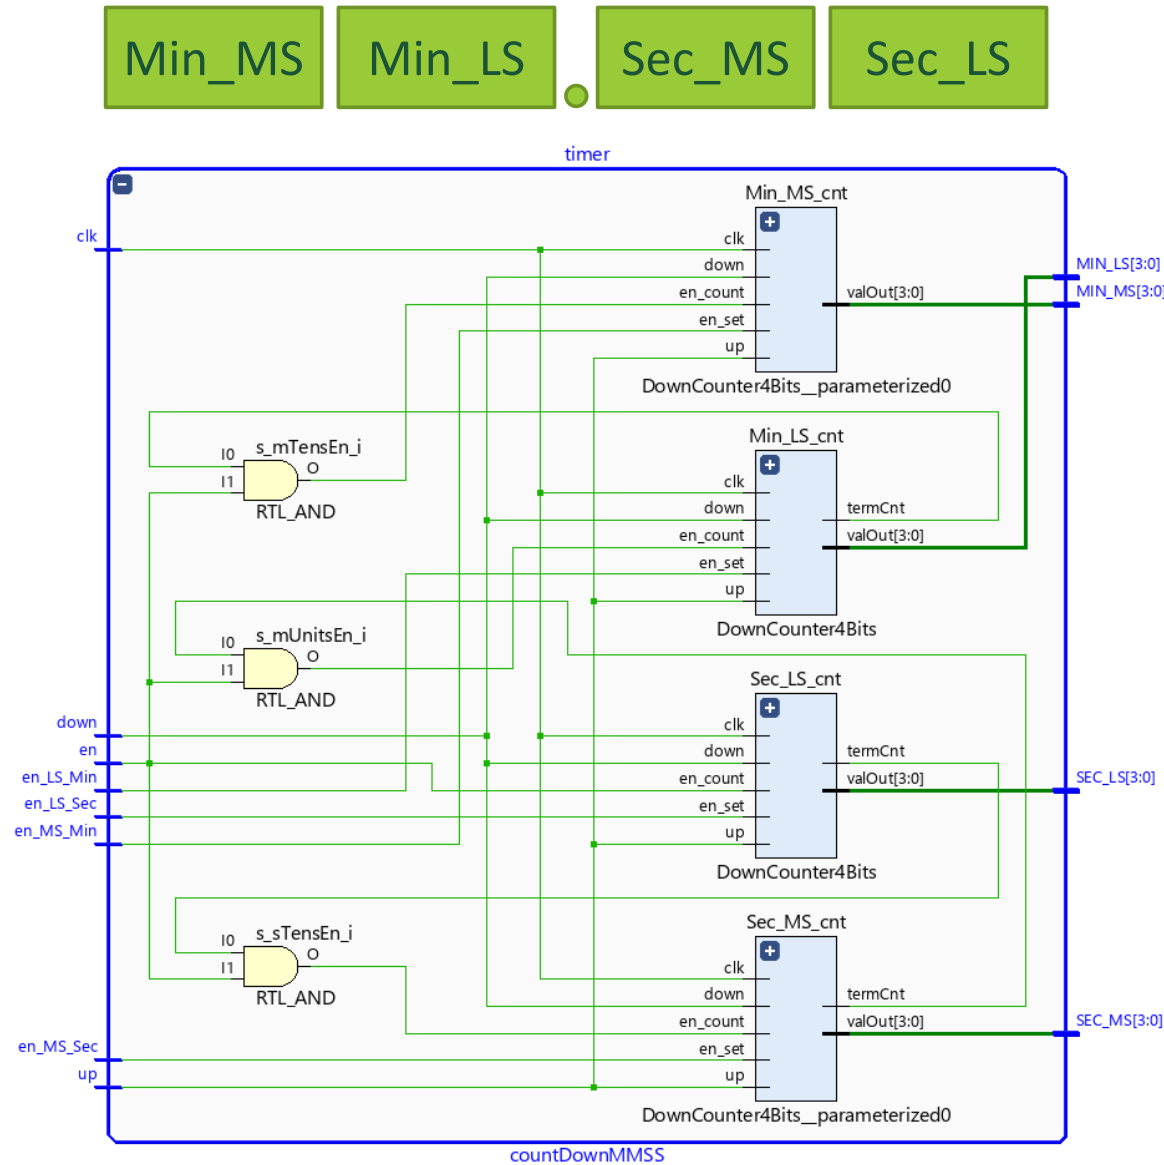 Min_MS Min_LS Sec_MS Sec_LS
timer
Min_MS_cnt
clk
down
en_count
en_set
up
valOut[3:0]
DownCounter4Bits__parameterized0
clk
MIN_LS[3:0]
MIN_MS[3:0]
s_mTensEn_i
I0
I1
O
RTL_AND
Min_LS_cnt
clk
down
en_count
en_set
up
termCnt
valOut[3:0]
DownCounter4Bits
s_mUnitsEn_i
I0
I1
O
RTL_AND
down
en
en_LS_Min
en_LS_Sec
en_MS_Min
Sec_LS_cnt
clk
down
en_count
en_set
up
termCnt
valOut[3:0]
DownCounter4Bits
SEC_LS[3:0]
s_sTensEn_i
I0
I1
O
RTL_AND
en_MS_Sec
up
Sec_MS_cnt
clk
down
en_count
en_set
up
termCnt
valOut[3:0]
DownCounter4Bits__parameterized0
SEC_MS[3:0]
countDownMMSS